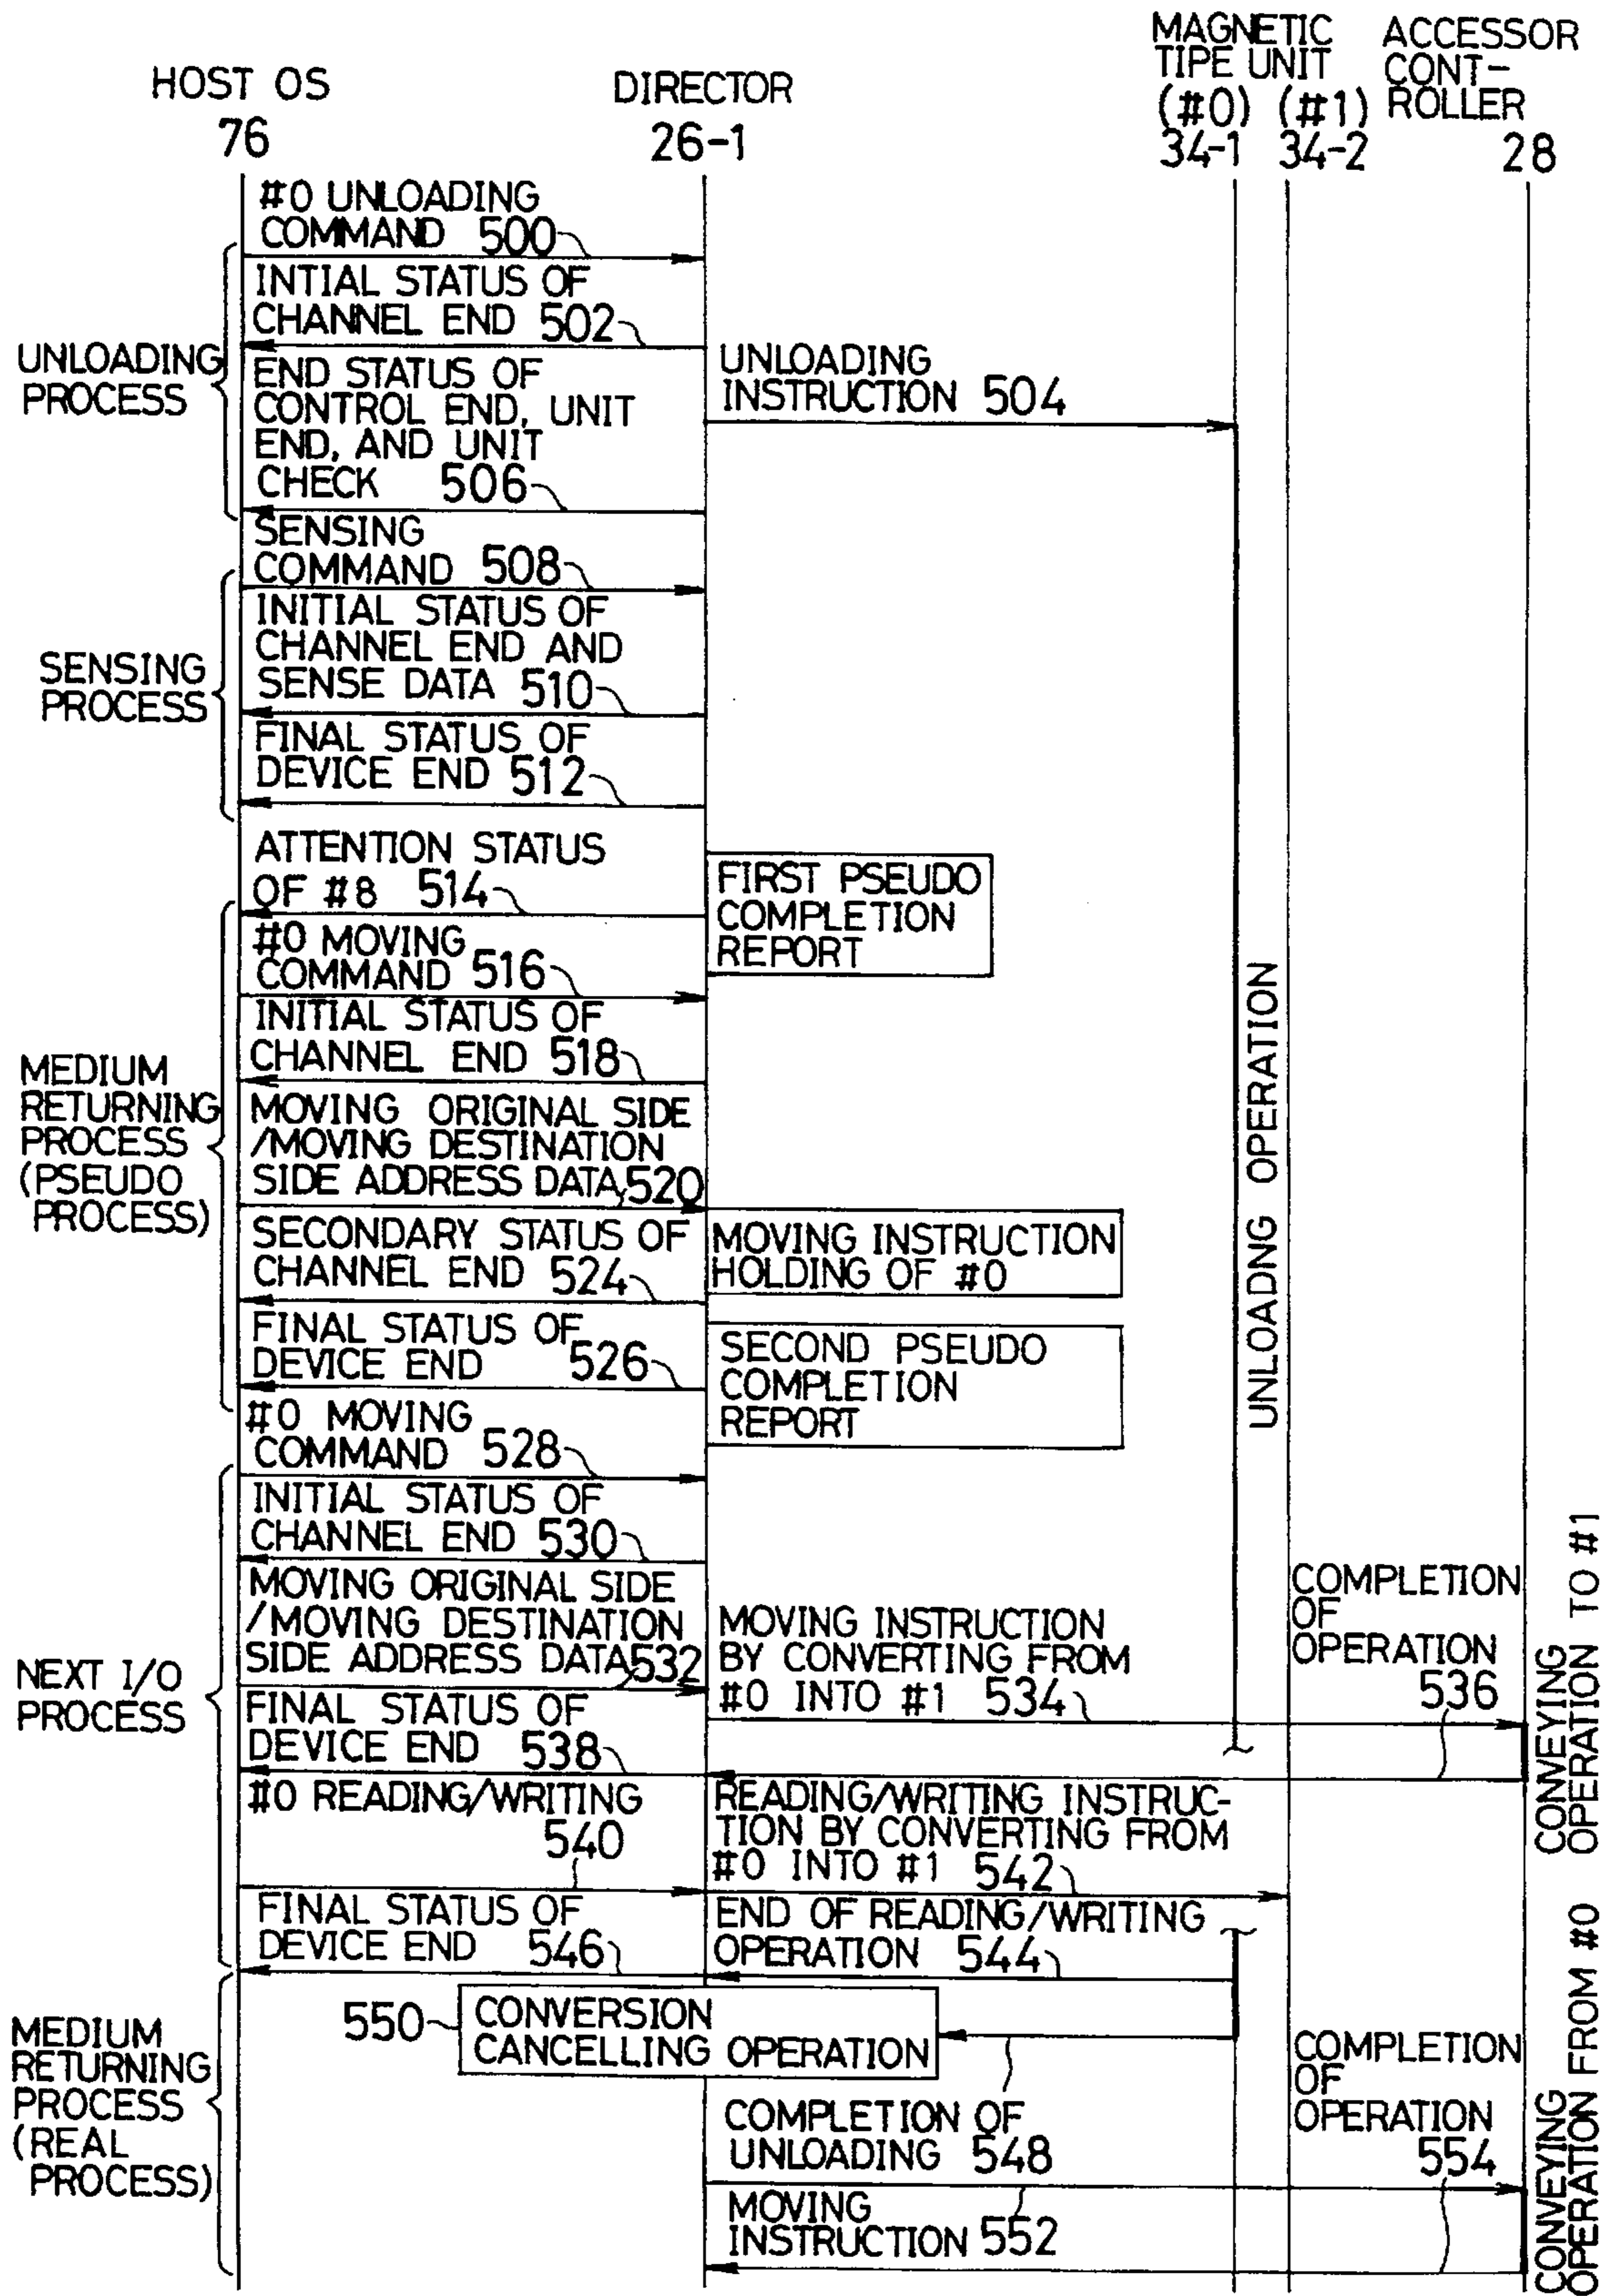 HOST OS
76
DIRECTOR
26-1
MAGNETIC
TIPE UNIT
(#0) (#1)
34-1 34-2
ACCESSOR
CONT-
ROLLER
28
#0 UNLOADING
COMMAND 500
INTIAL STATUS OF
CHANNEL END 502
UNLOADING
PROCESS
UNLOADING
INSTRUCTION 504
END STATUS OF
CONTROL END, UNIT
END, AND UNIT
CHECK 506
SENSING
COMMAND 508
INITIAL STATUS OF
CHANNEL END AND
SENSE DATA 510
SENSING
PROCESS
FINAL STATUS OF
DEVICE END 512
ATTENTION STATUS
OF #8 514
FIRST PSEUDO
COMPLETION
REPORT
#0 MOVING
COMMAND 516
INITIAL STATUS OF
CHANNEL END 518
MEDIUM
RETURNING
PROCESS
(PSEUDO
PROCESS)
MOVING ORIGINAL SIDE
/MOVING DESTINATION
SIDE ADDRESS DATA 520
SECONDARY STATUS OF
CHANNEL END 524
MOVING INSTRUCTION
HOLDING OF #0
FINAL STATUS OF
DEVICE END 526
SECOND PSEUDO
COMPLETION
REPORT
UNLOADNG OPERATION
#0 MOVING
COMMAND 528
INITIAL STATUS OF
CHANNEL END 530
MOVING ORIGINAL SIDE
/MOVING DESTINATION
SIDE ADDRESS DATA 532
NEXT I/O
PROCESS
MOVING INSTRUCTION
BY CONVERTING FROM
#0 INTO #1 534
COMPLETION
OF
OPERATION
536
CONVEYING
OPERATION TO #1
FINAL STATUS OF
DEVICE END 538
#0 READING/WRITING
540
READING/WRITING INSTRUC-
TION BY CONVERTING FROM
#0 INTO #1 542
FINAL STATUS OF
DEVICE END 546
END OF READING/WRITING
OPERATION 544
550
CONVERSION
CANCELLING OPERATION
MEDIUM
RETURNING
PROCESS
(REAL
PROCESS)
COMPLETION OF
UNLOADING 548
COMPLETION
OF
OPERATION
554
MOVING
INSTRUCTION 552
CONVEYING
OPERATION FROM #0